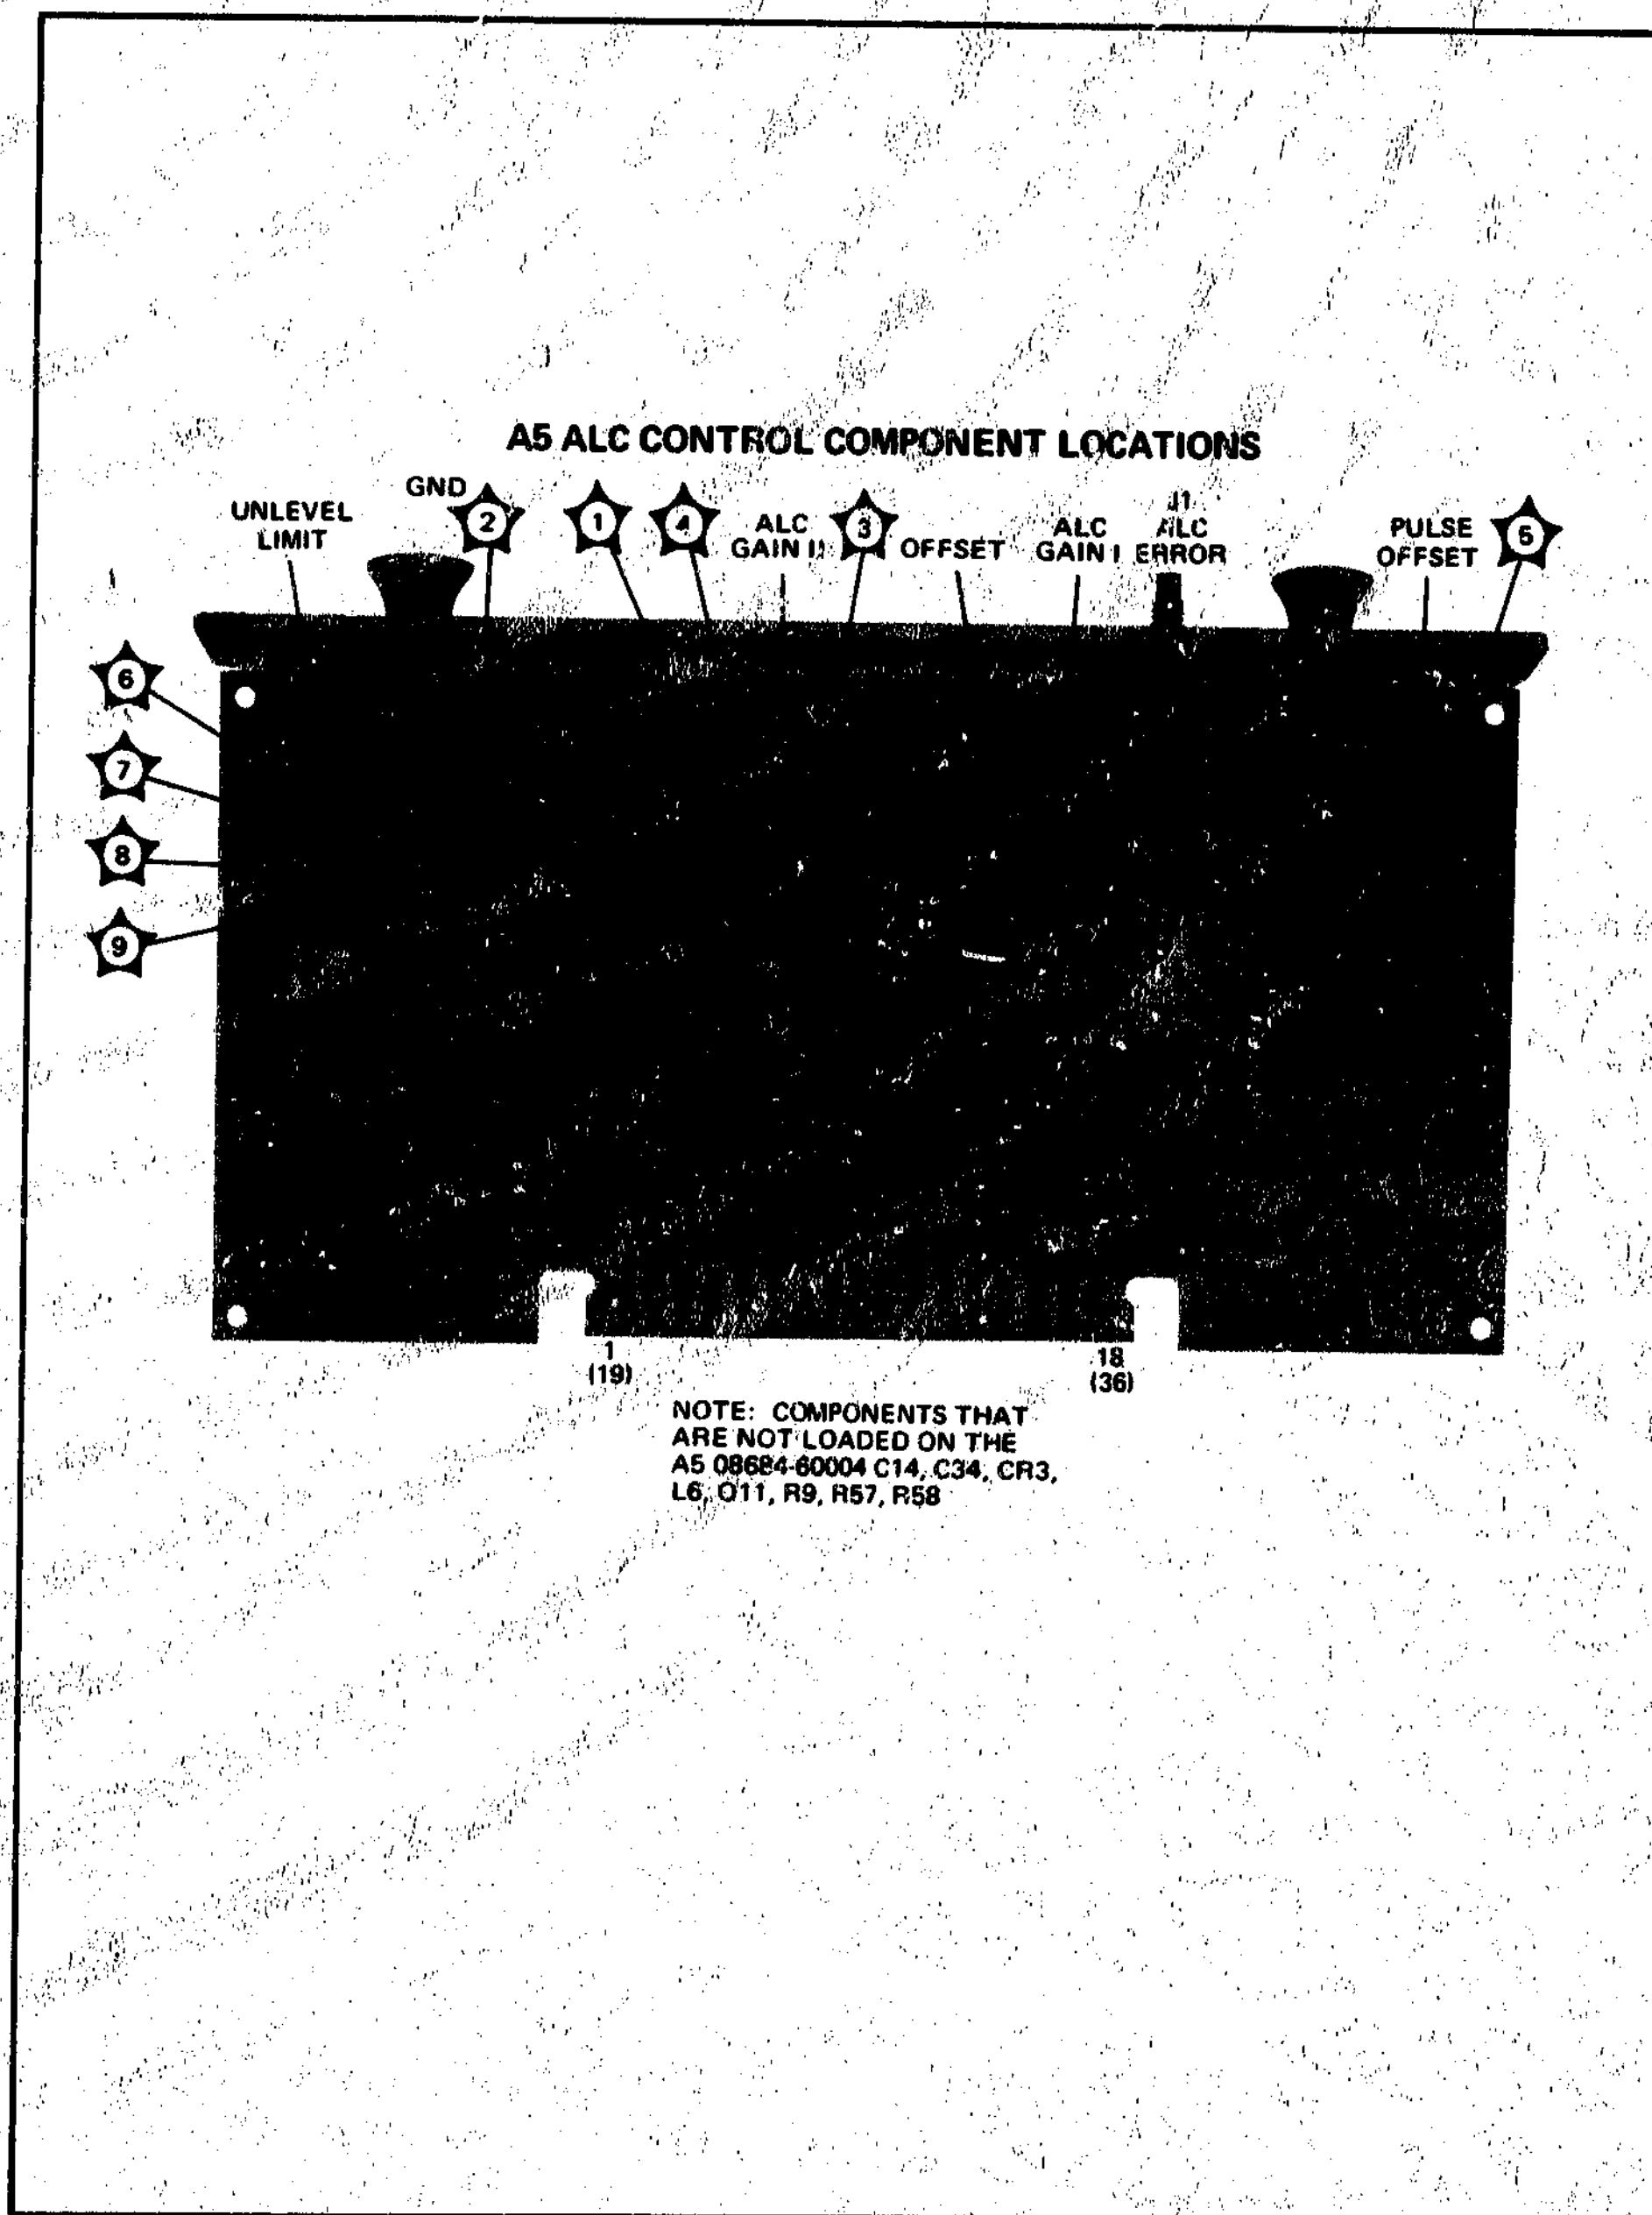 A5 ALC CONTROL COMPONENT LOCATIONS
UNLEVEL
LIMIT
GND
2
1
4
ALC
GAIN II
3
OFFSET
ALC
GAIN I
J1
ALC
ERROR
PULSE
OFFSET
5
6
7
8
9
1
(19)
18
(36)
NOTE: COMPONENTS THAT
ARE NOT LOADED ON THE
A5 08684-60004 C14, C34, CR3,
L6, Q11, R9, R57, R58